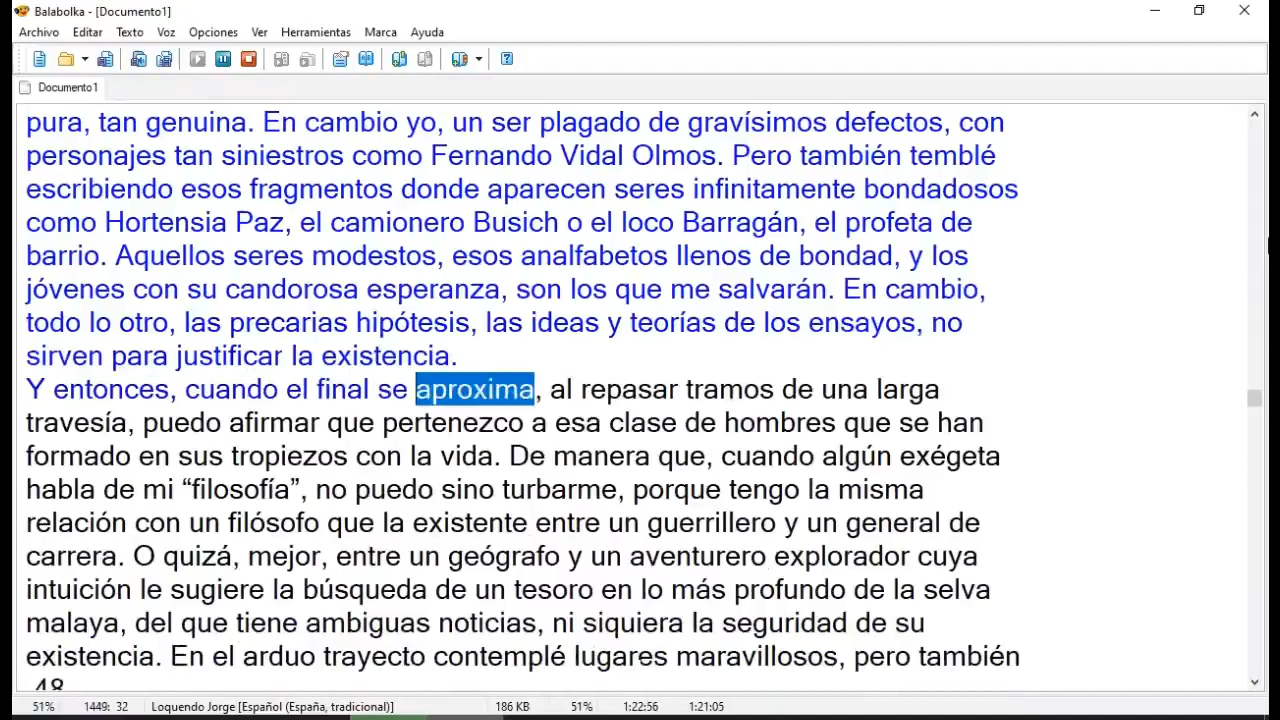 Balabolka - [Documento1]
Archivo Editar Texto Voz Opciones Ver Herramientas Marca Ayuda
Documento1
pura, tan genuina. En cambio yo, un ser plagado de gravísimos defectos, con
personajes tan siniestros como Fernando Vidal Olmos. Pero también temblé
escribiendo esos fragmentos donde aparecen seres infinitamente bondadosos
como Hortensia Paz, el camionero Busich o el loco Barragán, el profeta de
barrio. Aquellos seres modestos, esos analfabetos llenos de bondad, y los
jóvenes con su candorosa esperanza, son los que me salvarán. En cambio,
todo lo otro, las precarias hipótesis, las ideas y teorías de los ensayos, no
sirven para justificar la existencia.
Y entonces, cuando el final se aproxima, al repasar tramos de una larga
travesía, puedo afirmar que pertenezco a esa clase de hombres que se han
formado en sus tropiezos con la vida. De manera que, cuando algún exégeta
habla de mi “filosofía”, no puedo sino turbarme, porque tengo la misma
relación con un filósofo que la existente entre un guerrillero y un general de
carrera. O quizá, mejor, entre un geógrafo y un aventurero explorador cuya
intuición le sugiere la búsqueda de un tesoro en lo más profundo de la selva
malaya, del que tiene ambiguas noticias, ni siquiera la seguridad de su
existencia. En el arduo trayecto contemplé lugares maravillosos, pero también
48
51% 1449: 32 Loquendo Jorge [Español (España, tradicional)] 186 KB 51% 1:22:56 1:21:05